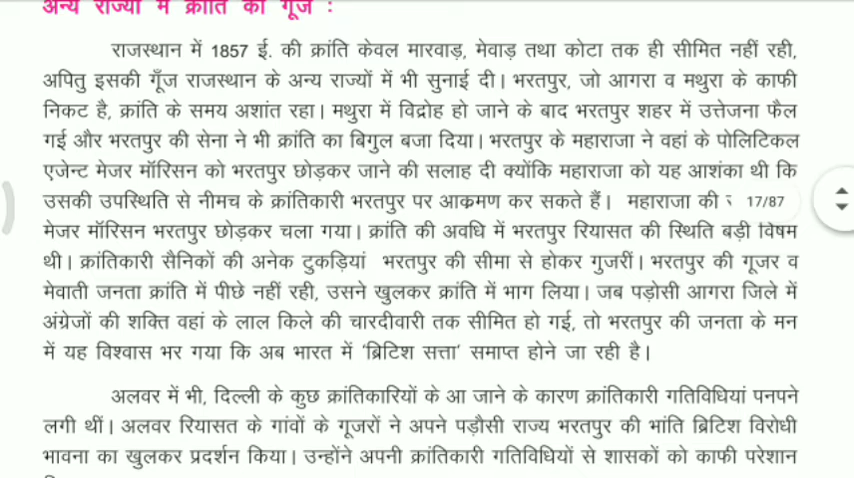 अन्य राज्यों में क्रांति की गूंज :
राजस्थान में 1857 ई. की क्रांति केवल मारवाड़, मेवाड़ तथा कोटा तक ही सीमित नहीं रही,
अपितु इसकी गूँज राजस्थान के अन्य राज्यों में भी सुनाई दी। भरतपुर, जो आगरा व मथुरा के काफी
निकट है, क्रांति के समय अशांत रहा। मथुरा में विद्रोह हो जाने के बाद भरतपुर शहर में उत्तेजना फैल
गई और भरतपुर की सेना ने भी क्रांति का बिगुल बजा दिया। भरतपुर के महाराजा ने वहां के पोलिटिकल
एजेन्ट मेजर मॉरिसन को भरतपुर छोड़कर जाने की सलाह दी क्योंकि महाराजा को यह आशंका थी कि
उसकी उपस्थिति से नीमच के क्रांतिकारी भरतपुर पर आक्रमण कर सकते हैं। महाराजा की 17/87
मेजर मॉरिसन भरतपुर छोड़कर चला गया। क्रांति की अवधि में भरतपुर रियासत की स्थिति बड़ी विषम
थी। क्रांतिकारी सैनिकों की अनेक टुकड़ियां भरतपुर की सीमा से होकर गुजरीं। भरतपुर की गूजर व
मेवाती जनता क्रांति में पीछे नहीं रही, उसने खुलकर क्रांति में भाग लिया। जब पड़ोसी आगरा जिले में
अंग्रेजों की शक्ति वहां के लाल किले की चारदीवारी तक सीमित हो गई, तो भरतपुर की जनता के मन
में यह विश्वास भर गया कि अब भारत में 'ब्रिटिश सत्ता' समाप्त होने जा रही है।
अलवर में भी, दिल्ली के कुछ क्रांतिकारियों के आ जाने के कारण क्रांतिकारी गतिविधियां पनपने
लगी थीं। अलवर रियासत के गांवों के गूजरों ने अपने पड़ौसी राज्य भरतपुर की भांति ब्रिटिश विरोधी
भावना का खुलकर प्रदर्शन किया। उन्होंने अपनी क्रांतिकारी गतिविधियों से शासकों को काफी परेशान